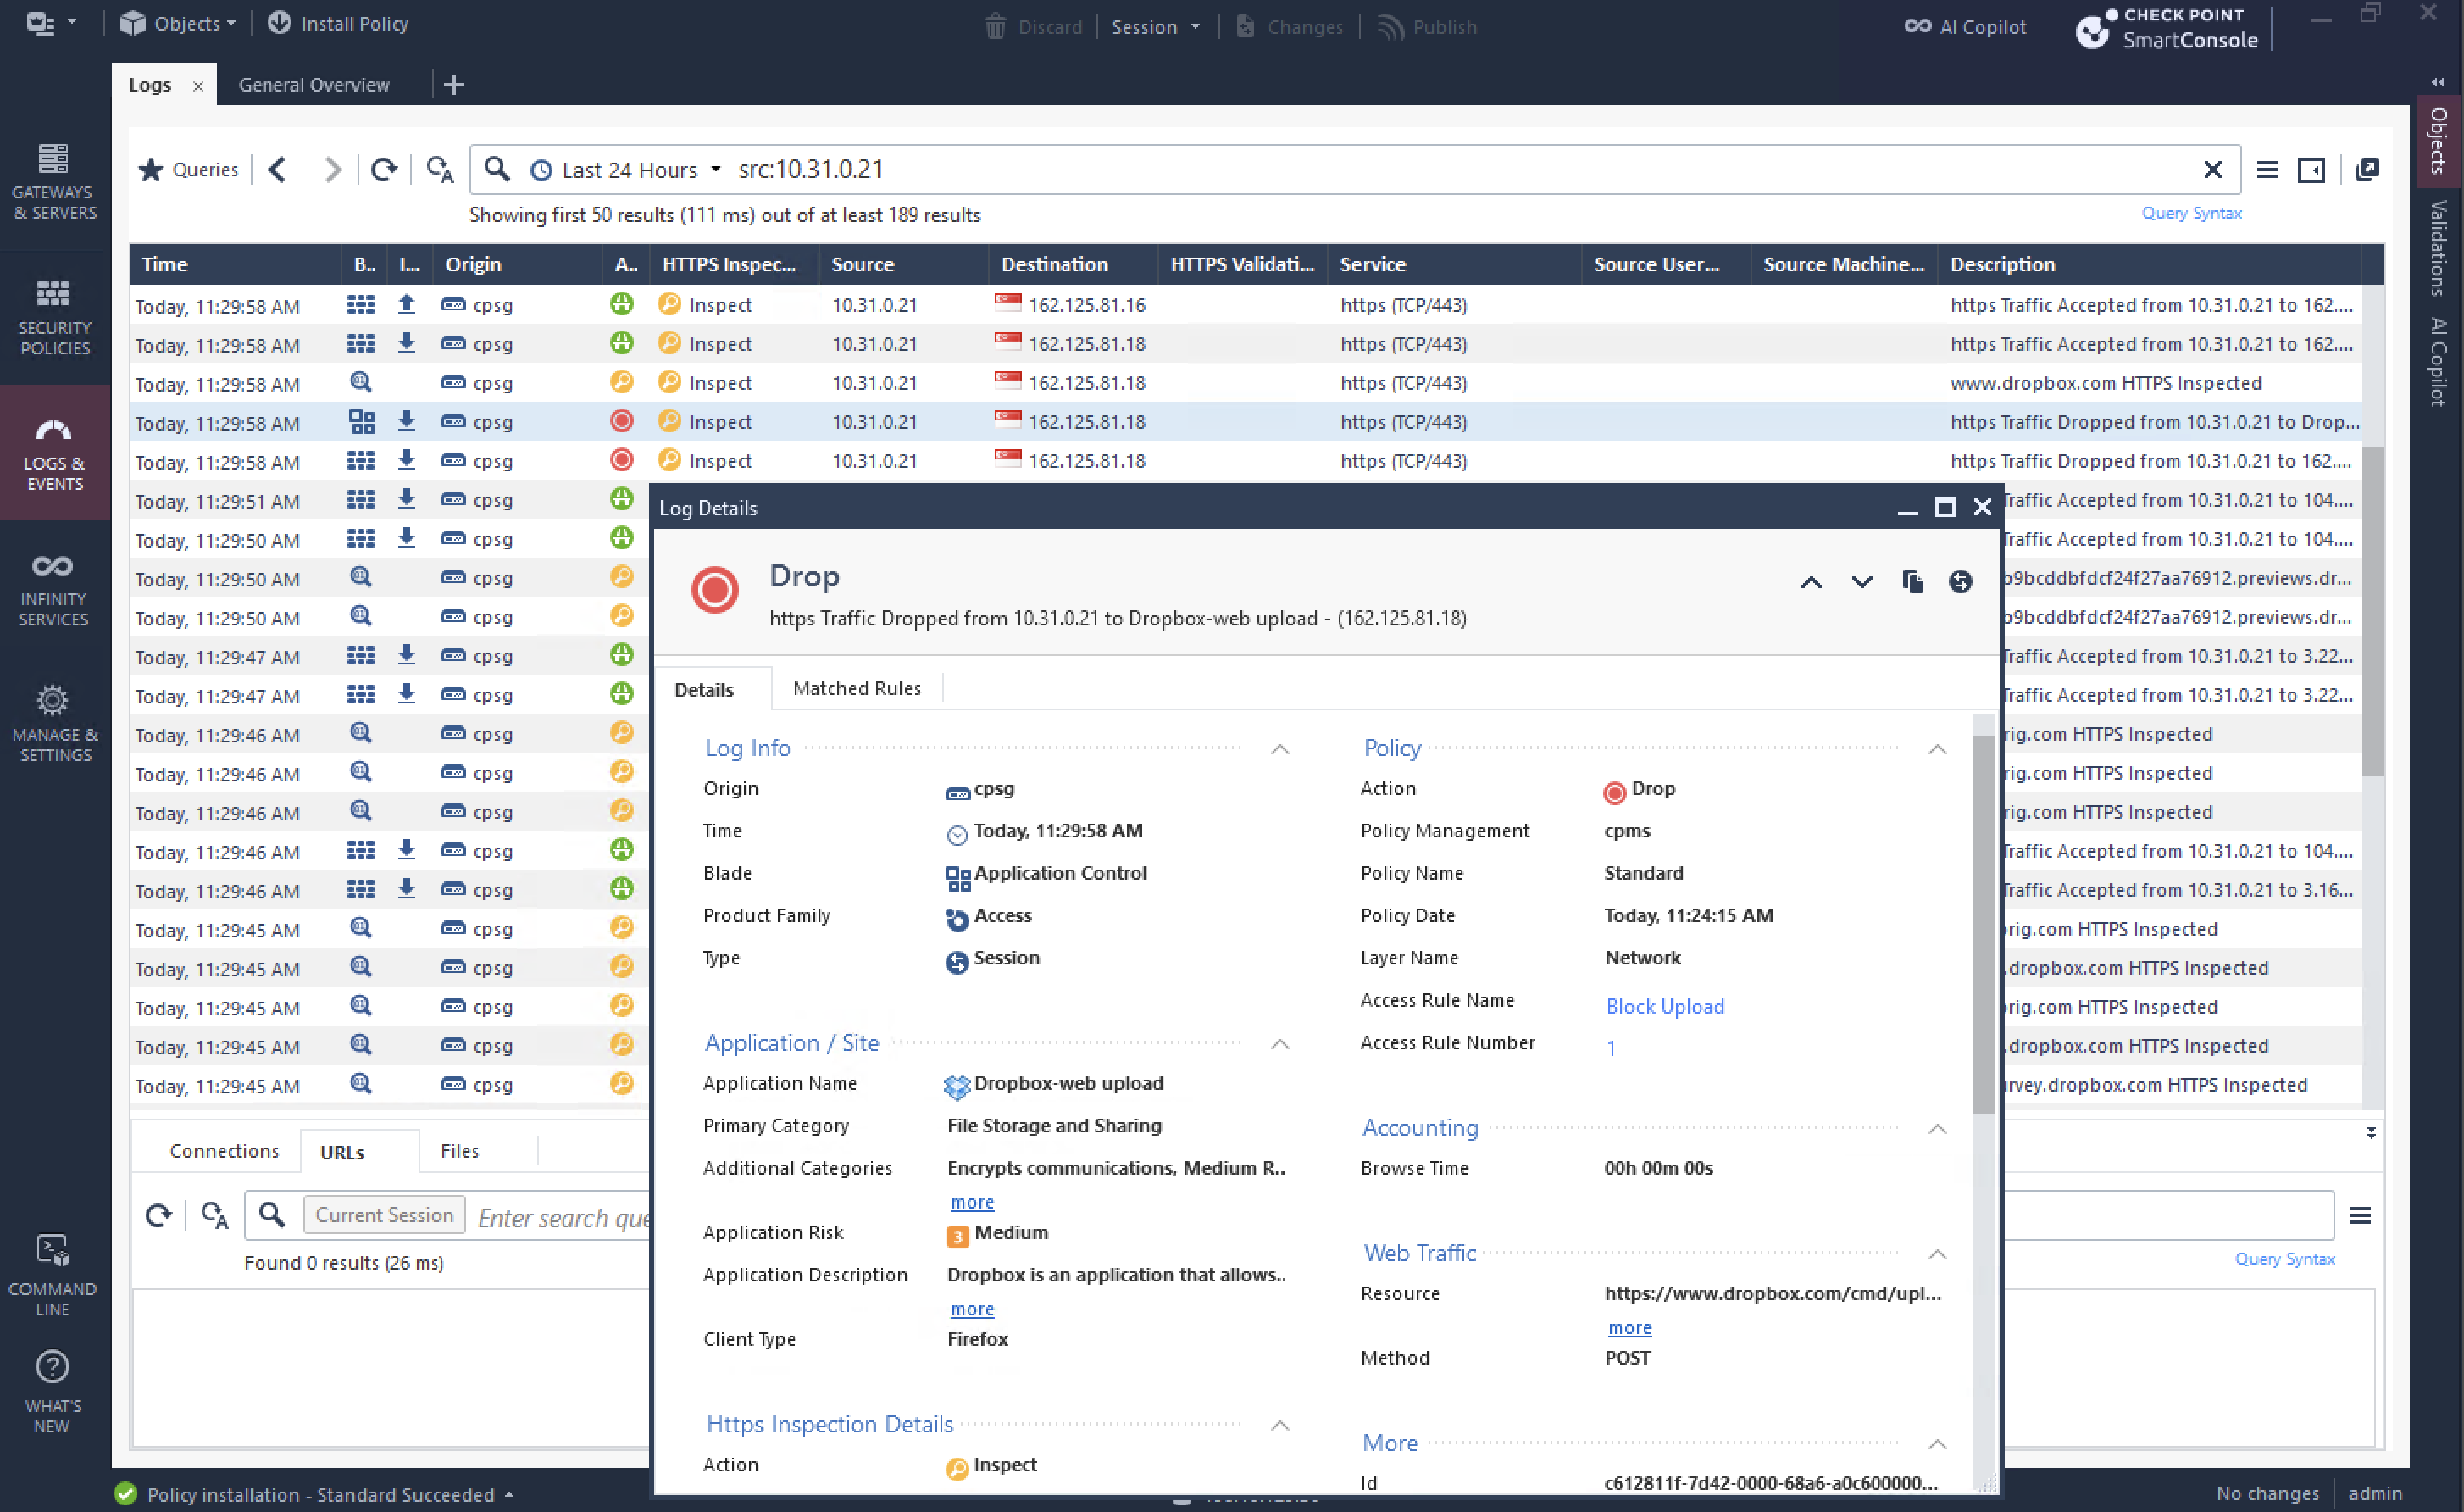 Objects
Install Policy
Discard
Session
Changes
Publish
AI Copilot
CHECK POINT
SmartConsole
Logs
General Overview
Queries
Last 24 Hours
src:10.31.0.21
Showing first 50 results (111 ms) out of at least 189 results
Query Syntax
GATEWAYS
& SERVERS
SECURITY
POLICIES
LOGS &
EVENTS
INFINITY
SERVICES
MANAGE &
SETTINGS
COMMAND
LINE
WHAT'S
NEW
Objects
Validations
AI Copilot
Time B.. I... Origin A.. HTTPS Inspec... Source Destination HTTPS Validati... Service Source User... Source Machine... Description
Today, 11:29:58 AM cpsg Inspect 10.31.0.21 162.125.81.16 https (TCP/443) https Traffic Accepted from 10.31.0.21 to 162....
Today, 11:29:58 AM cpsg Inspect 10.31.0.21 162.125.81.18 https (TCP/443) https Traffic Accepted from 10.31.0.21 to 162....
Today, 11:29:58 AM cpsg Inspect 10.31.0.21 162.125.81.18 https (TCP/443) www.dropbox.com HTTPS Inspected
Today, 11:29:58 AM cpsg Inspect 10.31.0.21 162.125.81.18 https (TCP/443) https Traffic Dropped from 10.31.0.21 to Drop...
Today, 11:29:58 AM cpsg Inspect 10.31.0.21 162.125.81.18 https (TCP/443) https Traffic Dropped from 10.31.0.21 to 162....
Today, 11:29:51 AM cpsg Traffic Accepted from 10.31.0.21 to 104....
Today, 11:29:50 AM cpsg Traffic Accepted from 10.31.0.21 to 104....
Today, 11:29:50 AM cpsg b9bcddbfdcf24f27aa76912.previews.dr...
Today, 11:29:50 AM cpsg b9bcddbfdcf24f27aa76912.previews.dr...
Today, 11:29:47 AM cpsg Traffic Accepted from 10.31.0.21 to 3.22...
Today, 11:29:47 AM cpsg Traffic Accepted from 10.31.0.21 to 3.22...
Today, 11:29:46 AM cpsg rig.com HTTPS Inspected
Today, 11:29:46 AM cpsg rig.com HTTPS Inspected
Today, 11:29:46 AM cpsg rig.com HTTPS Inspected
Today, 11:29:46 AM cpsg Traffic Accepted from 10.31.0.21 to 104....
Today, 11:29:46 AM cpsg Traffic Accepted from 10.31.0.21 to 3.16...
Today, 11:29:45 AM cpsg rig.com HTTPS Inspected
Today, 11:29:45 AM cpsg .dropbox.com HTTPS Inspected
Today, 11:29:45 AM cpsg rig.com HTTPS Inspected
Today, 11:29:45 AM cpsg .dropbox.com HTTPS Inspected
Today, 11:29:45 AM cpsg urvey.dropbox.com HTTPS Inspected
Log Details
Drop
https Traffic Dropped from 10.31.0.21 to Dropbox-web upload - (162.125.81.18)
Details
Matched Rules
Log Info
Origin cpsg
Time Today, 11:29:58 AM
Blade Application Control
Product Family Access
Type Session
Application / Site
Application Name Dropbox-web upload
Primary Category File Storage and Sharing
Additional Categories Encrypts communications, Medium R..
more
Application Risk 3 Medium
Application Description Dropbox is an application that allows..
more
Client Type Firefox
Https Inspection Details
Action Inspect
Policy
Action Drop
Policy Management cpms
Policy Name Standard
Policy Date Today, 11:24:15 AM
Layer Name Network
Access Rule Name Block Upload
Access Rule Number 1
Accounting
Browse Time 00h 00m 00s
Web Traffic
Resource https://www.dropbox.com/cmd/upl...
more
Method POST
More
Id c612811f-7d42-0000-68a6-a0c600000...
Connections
URLs
Files
Current Session
Enter search que
Found 0 results (26 ms)
Query Syntax
Policy installation - Standard Succeeded
No changes
admin